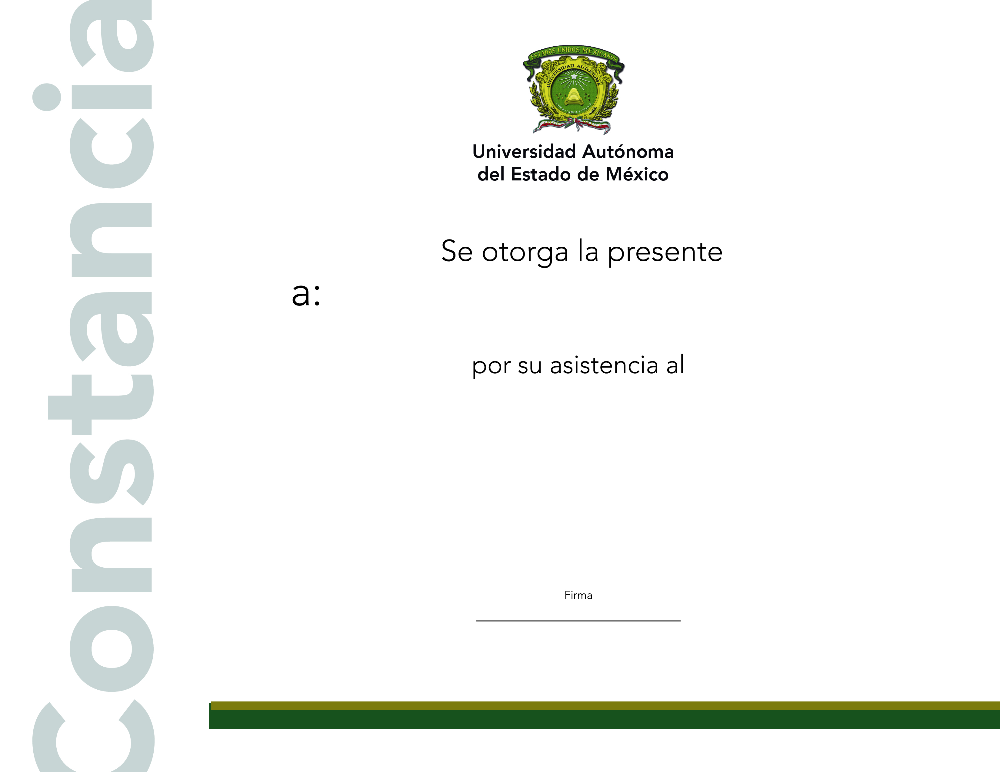 Constancia
ESTADOS UNIDOS MEXICANOS
UNIVERSIDAD AUTONOMA
PATRIA • CIENCIA Y TRABAJO
ESTADO MEXICO
Universidad Autónoma
del Estado de México
Se otorga la presente
a:
por su asistencia al
Firma